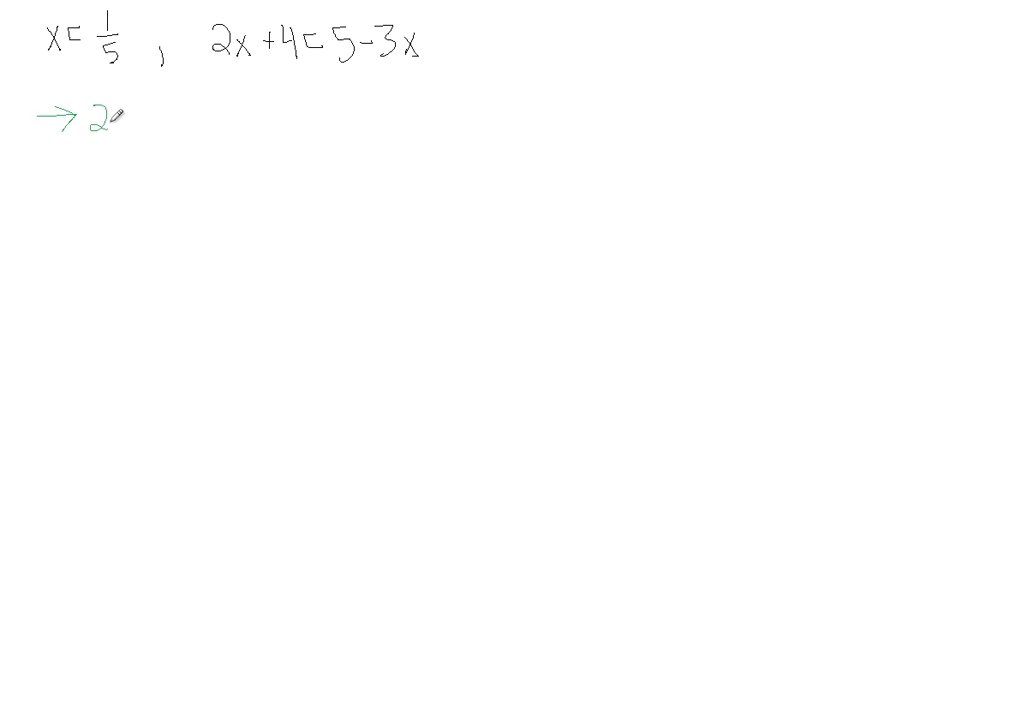 x = 1/5 , 2x + 4 = 5 - 3x
→ 2